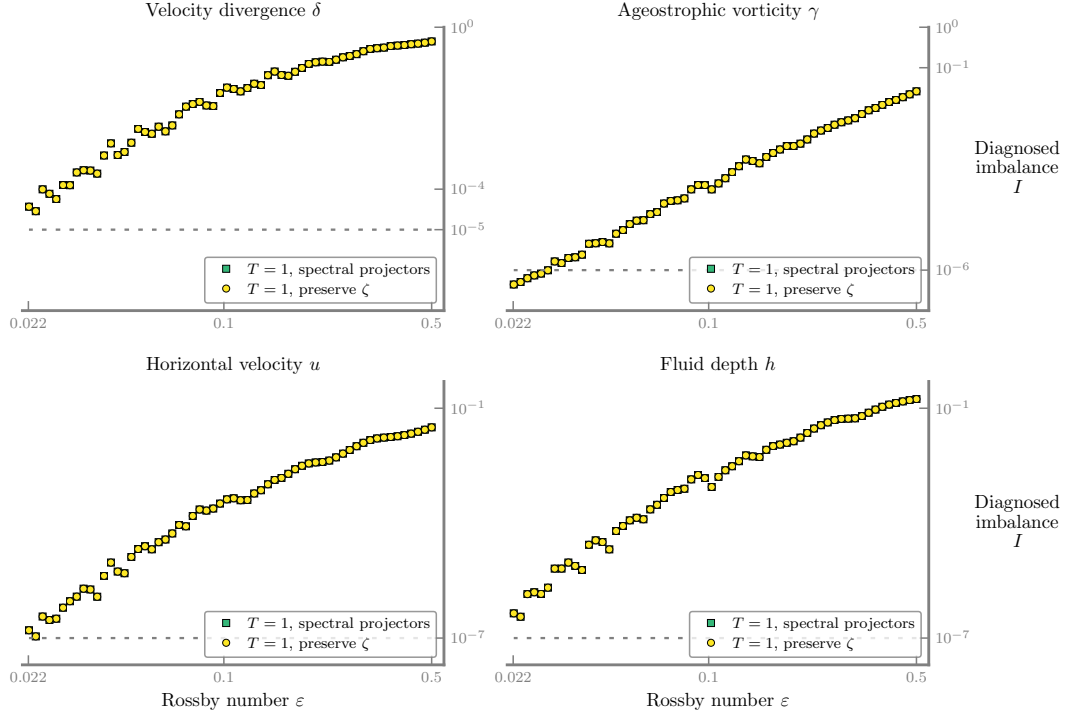 Velocity divergence δ
10⁰
10⁻⁴
10⁻⁵
T = 1, spectral projectors
T = 1, preserve ζ
0.022
0.1
0.5
Ageostrophic vorticity γ
10⁰
10⁻¹
10⁻⁶
Diagnosed
imbalance
I
T = 1, spectral projectors
T = 1, preserve ζ
0.022
0.1
0.5
Horizontal velocity u
10⁻¹
10⁻⁷
T = 1, spectral projectors
T = 1, preserve ζ
0.022
0.1
0.5
Rossby number ε
Fluid depth h
10⁻¹
10⁻⁷
Diagnosed
imbalance
I
T = 1, spectral projectors
T = 1, preserve ζ
0.022
0.1
0.5
Rossby number ε